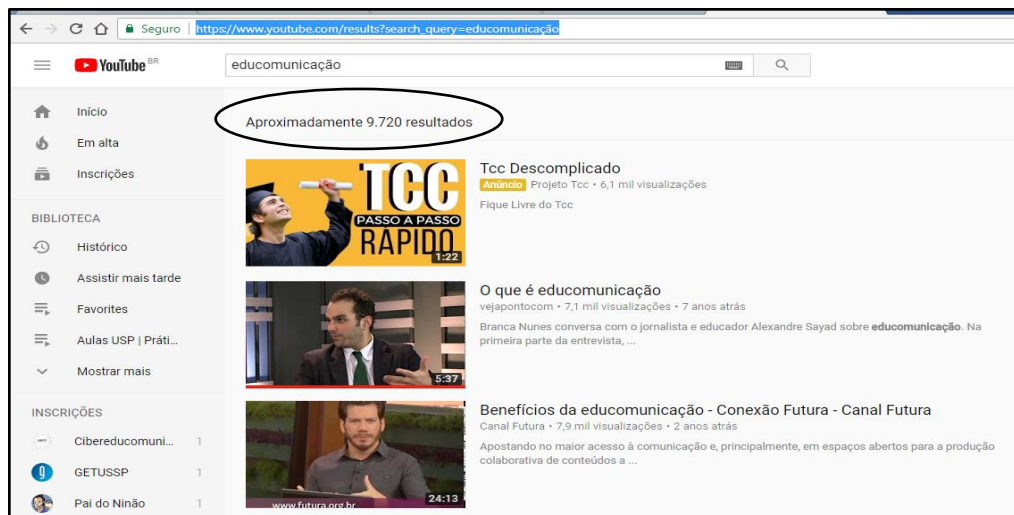 Seguro
https://www.youtube.com/results?search_query=educomunicação
YouTube BR
educomunicação
Início
Em alta
Inscrições
BIBLIOTECA
Histórico
Assistir mais tarde
Favorites
Aulas USP | Práti...
Mostrar mais
INSCRIÇÕES
Cibereducomuni... 1
GETUSSP 1
Pai do Ninão 1
Aproximadamente 9.720 resultados
TCC
PASSO A PASSO
RÁPIDO
1:22
Tcc Descomplicado
Anúncio Projeto Tcc • 6,1 mil visualizações
Fique Livre do Tcc
5:37
O que é educomunicação
vejapontocom • 7,1 mil visualizações • 7 anos atrás
Branca Nunes conversa com o jornalista e educador Alexandre Sayad sobre educomunicação. Na
primeira parte da entrevista, ...
www.futura.org.br
24:13
Benefícios da educomunicação - Conexão Futura - Canal Futura
Canal Futura • 7,9 mil visualizações • 2 anos atrás
Apostando no maior acesso à comunicação e, principalmente, em espaços abertos para a produção
colaborativa de conteúdos a ...